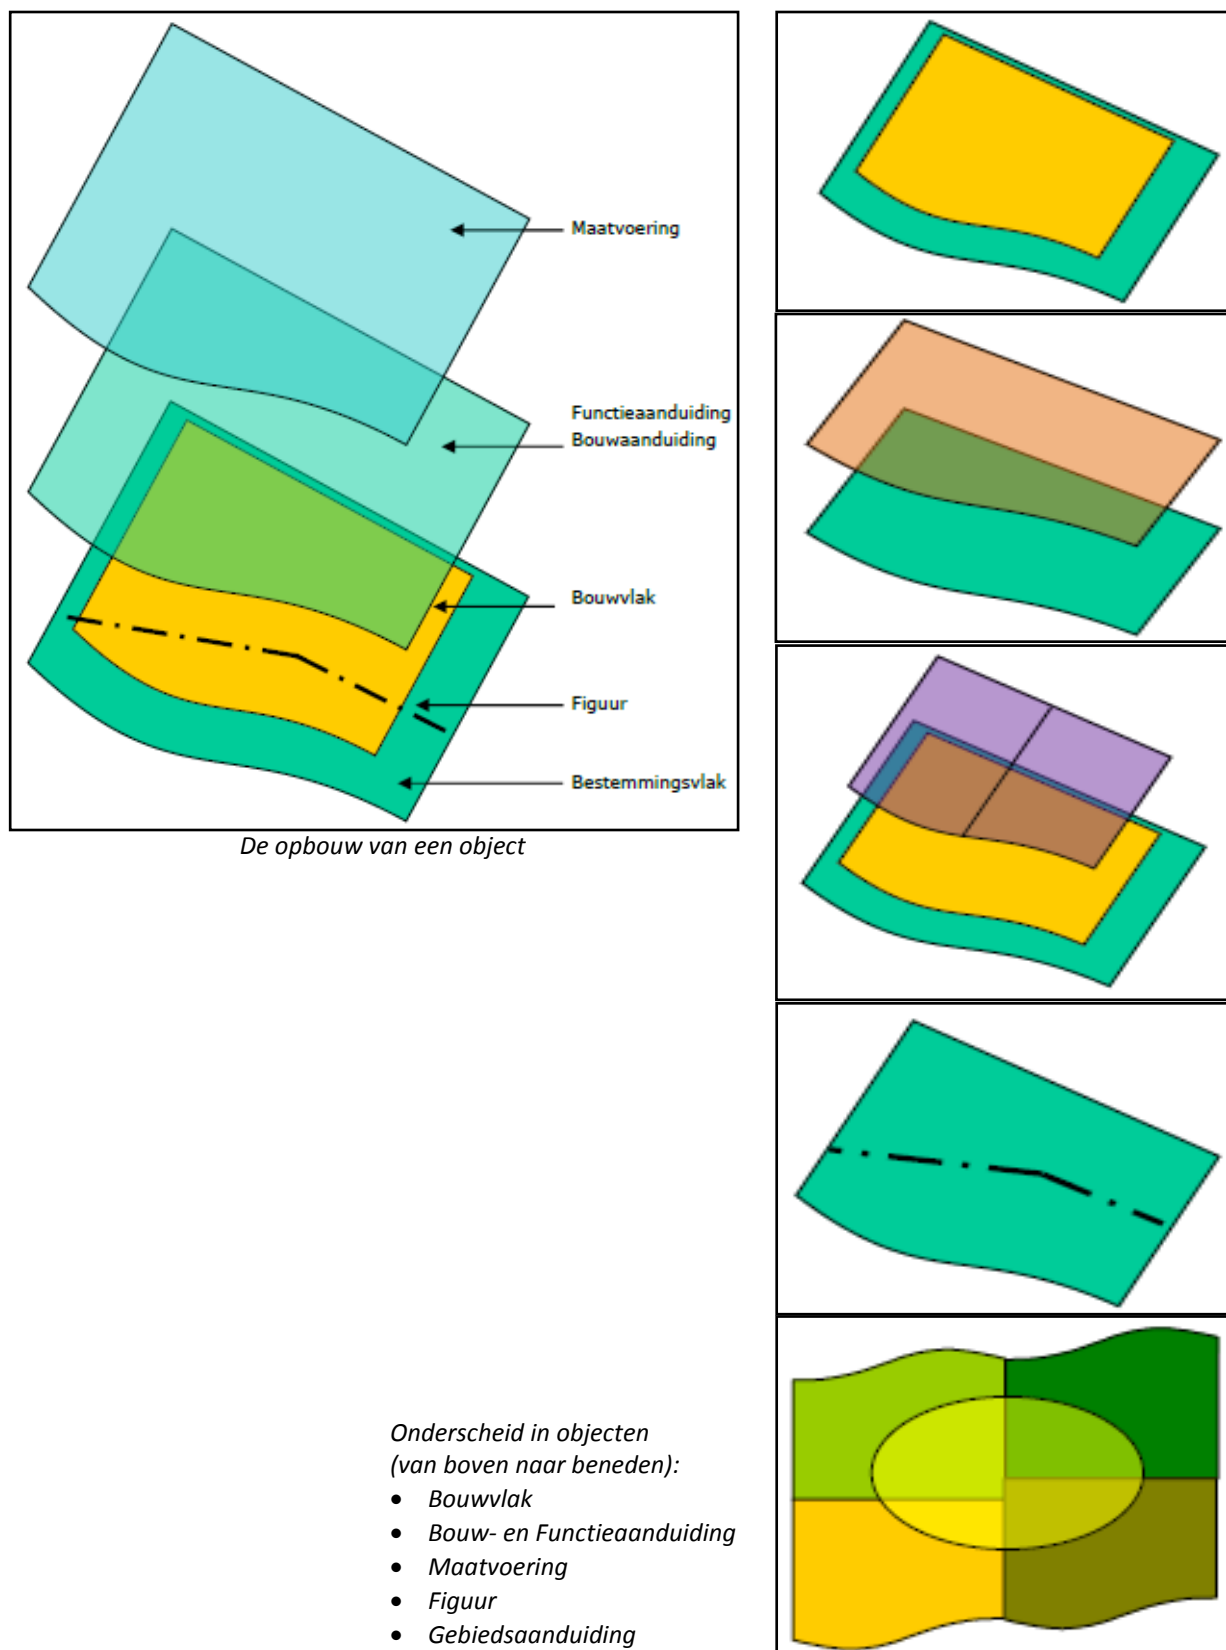 Maatvoering
Functieaanduiding
Bouwaanduiding
Bouwvlak
Figuur
Bestemmingsvlak
De opbouw van een object
Onderscheid in objecten
(van boven naar beneden):
• Bouwvlak
• Bouw- en Functieaanduiding
• Maatvoering
• Figuur
• Gebiedsaanduiding